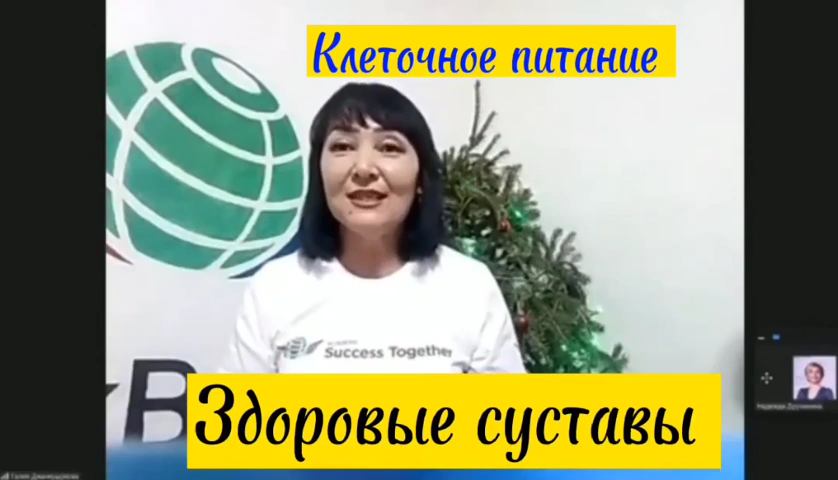 Клеточное питание
Success Together
В
Здоровые суставы